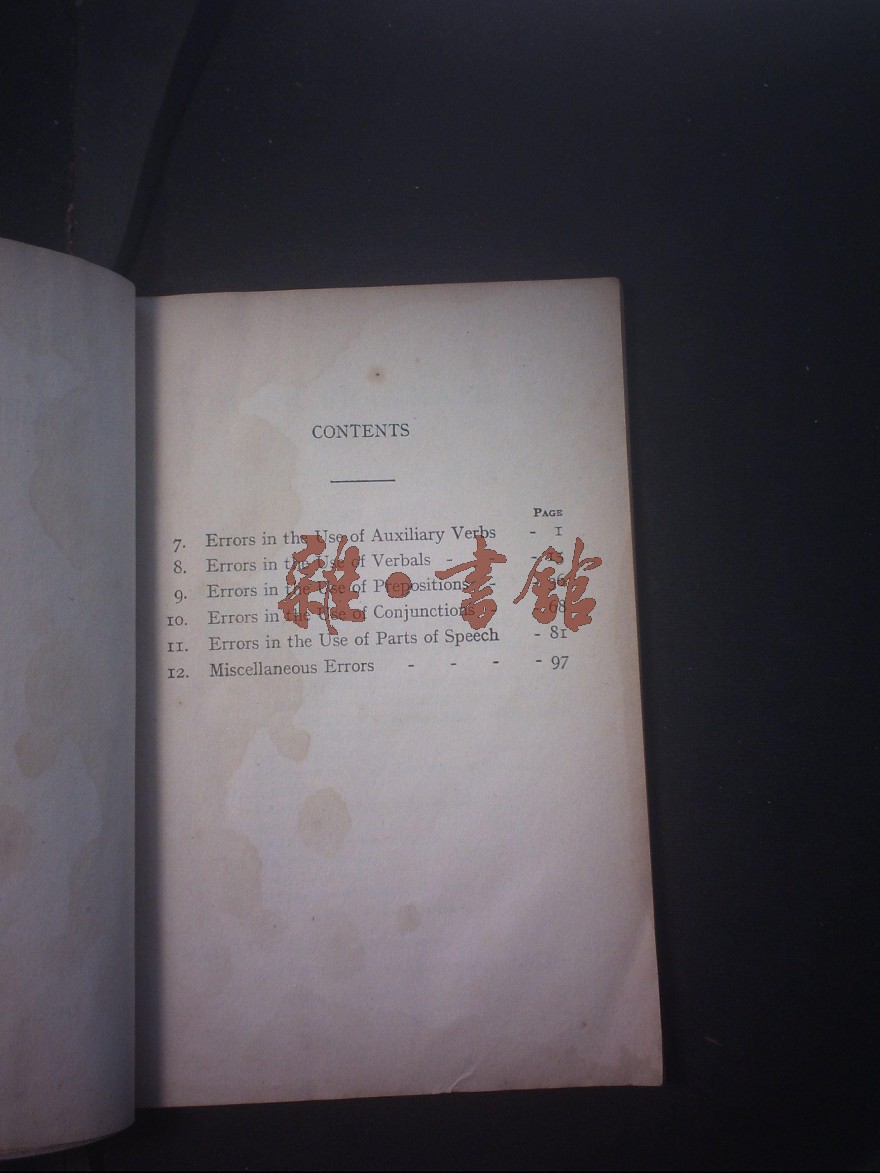 CONTENTS
PAGE
7. Errors in the Use of Auxiliary Verbs - 1
8. Errors in the Use of Verbals -
9. Errors in the Use of Prepositions -
10. Errors in the Use of Conjunctions - 68
11. Errors in the Use of Parts of Speech - 81
12. Miscellaneous Errors - - - - 97
雜·書館